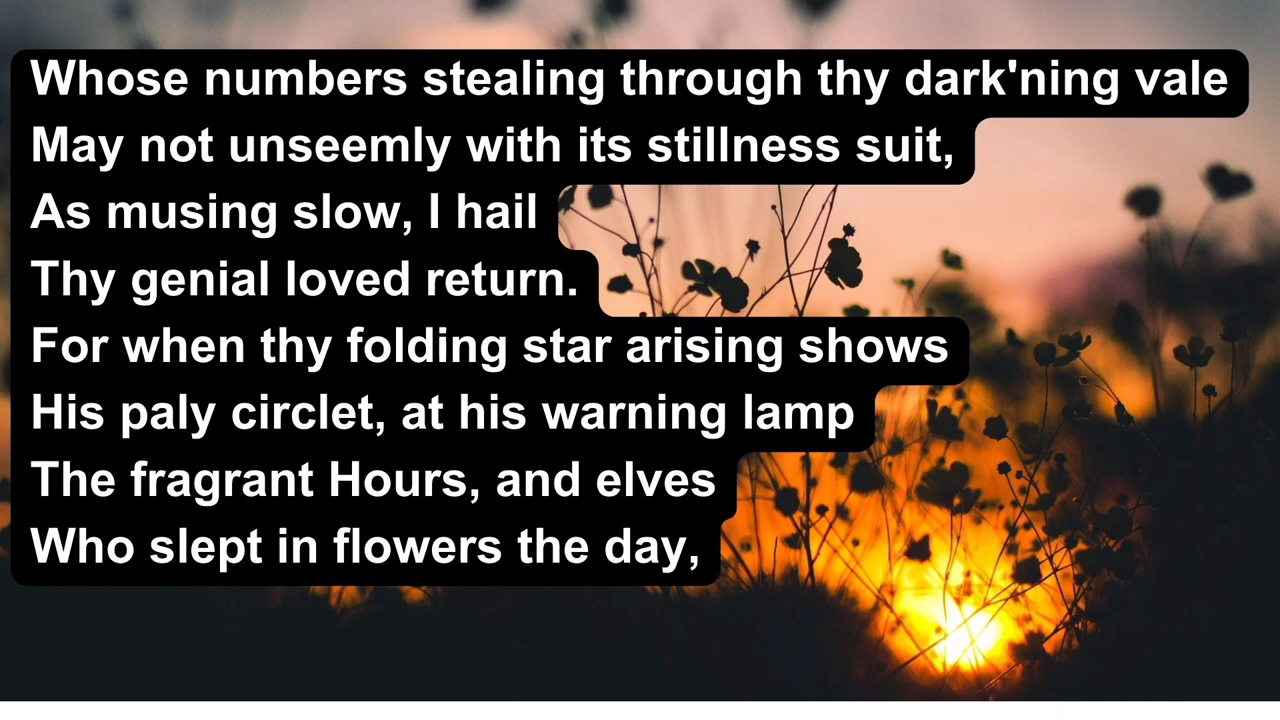 Whose numbers stealing through thy dark'ning vale
May not unseemly with its stillness suit,
As musing slow, I hail
Thy genial loved return.
For when thy folding star arising shows
His paly circlet, at his warning lamp
The fragrant Hours, and elves
Who slept in flowers the day,